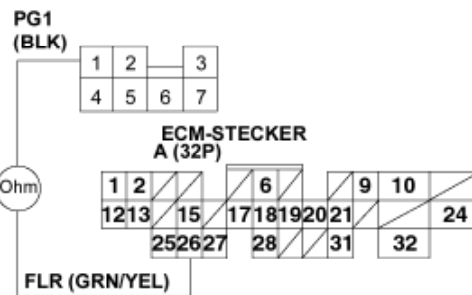 PG1
(BLK)
1 2 3
4 5 6 7
ECM-STECKER
A (32P)
Ohm
1 2 6 9 10
12 13 15 17 18 19 20 21 24
25 26 27 28 31 32
FLR (GRN/YEL)